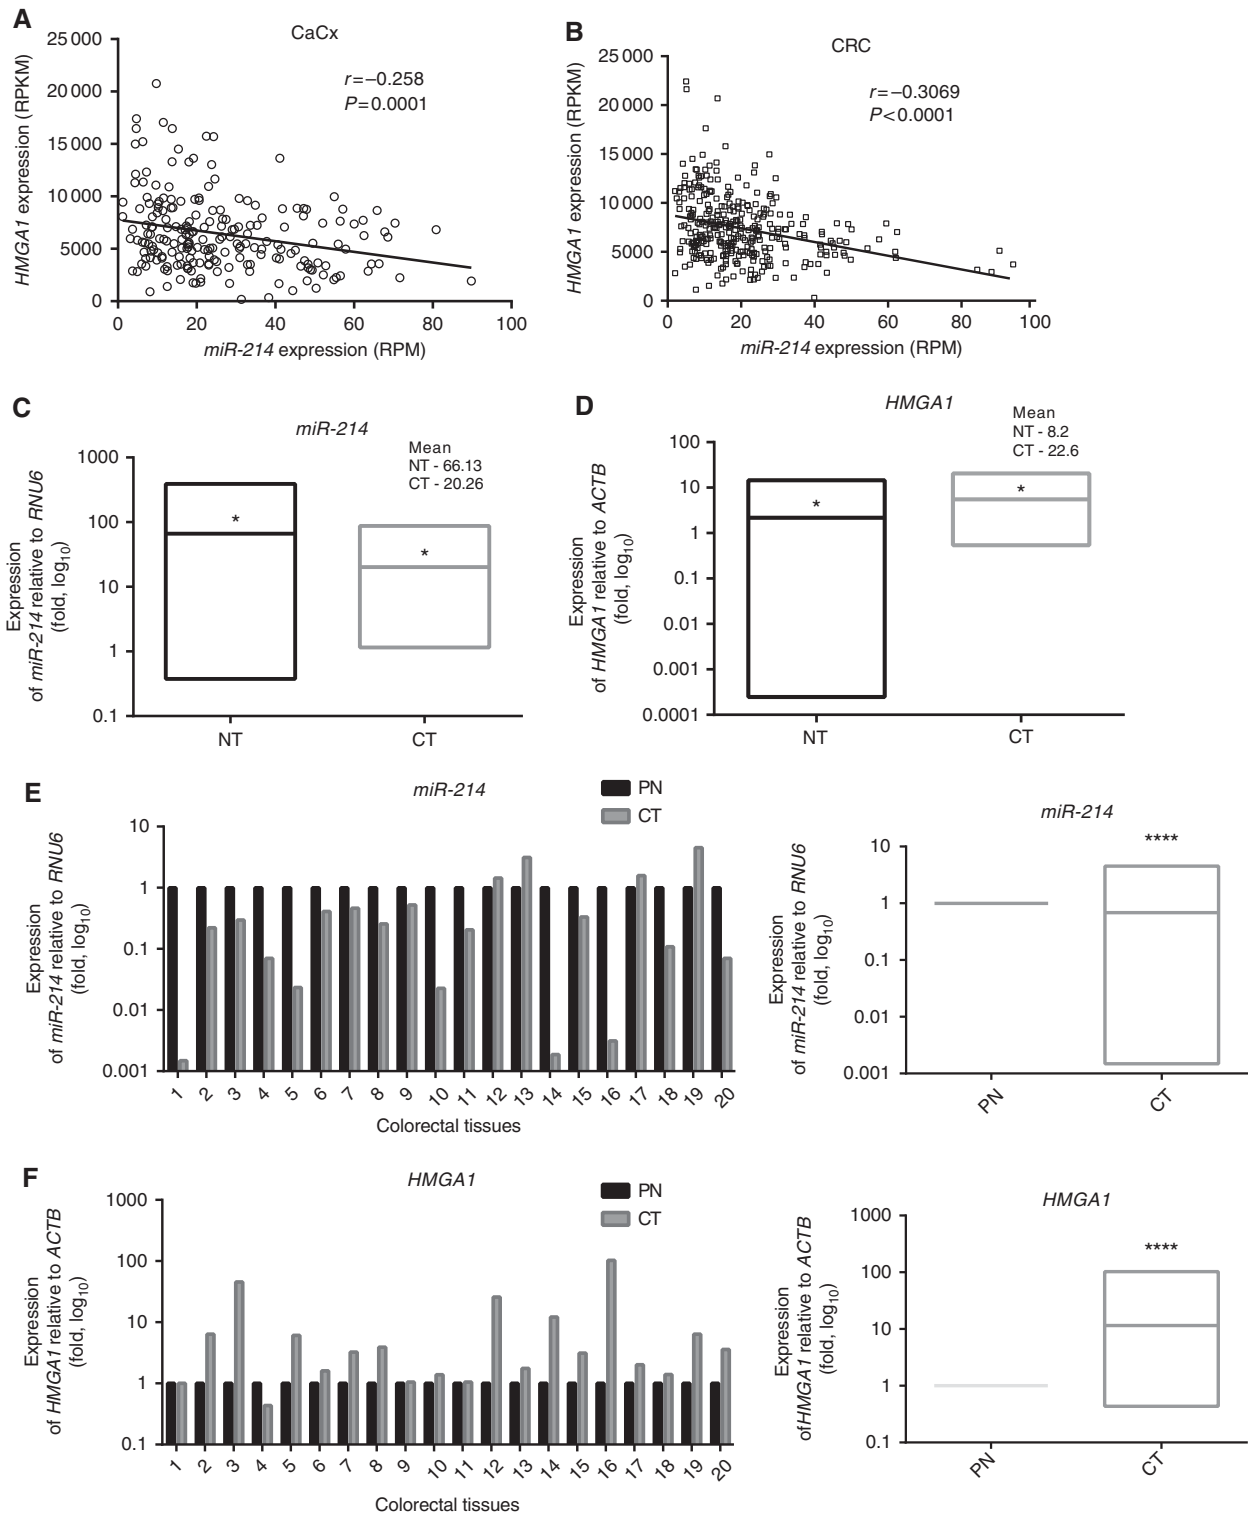 A
CaCx
HMGA1 expression (RPKM)
25 000
20 000
15 000
10 000
5000
0
r=−0.258
P=0.0001
0 20 40 60 80 100
miR-214 expression (RPM)
B
CRC
HMGA1 expression (RPKM)
25 000
20 000
15 000
10 000
5000
0
r=−0.3069
P<0.0001
0 20 40 60 80 100
miR-214 expression (RPM)
C
miR-214
Mean
NT - 66.13
CT - 20.26
Expression
of miR-214 relative to RNU6
(fold, log10)
1000
100
10
1
0.1
*
*
NT CT
D
HMGA1
Mean
NT - 8.2
CT - 22.6
Expression
of HMGA1 relative to ACTB
(fold, log10)
100
10
1
0.1
0.01
0.001
0.0001
*
*
NT CT
E
miR-214
PN
CT
Expression
of miR-214 relative to RNU6
(fold, log10)
10
1
0.1
0.01
0.001
1 2 3 4 5 6 7 8 9 10 11 12 13 14 15 16 17 18 19 20
Colorectal tissues
miR-214
****
Expression
of miR-214 relative to RNU6
(fold, log10)
10
1
0.1
0.01
0.001
PN CT
F
HMGA1
PN
CT
Expression
of HMGA1 relative to ACTB
(fold, log10)
1000
100
10
1
0.1
1 2 3 4 5 6 7 8 9 10 11 12 13 14 15 16 17 18 19 20
Colorectal tissues
HMGA1
****
Expression
ofHMGA1 relative to ACTB
(fold, log10)
1000
100
10
1
0.1
PN CT